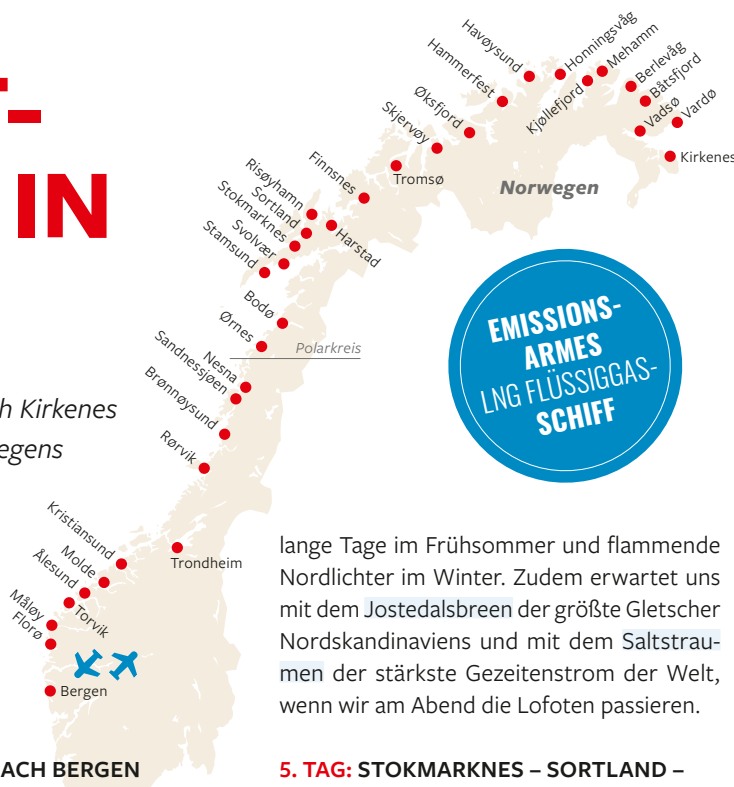 T-
IN
h Kirkenes
egens
Havøysund
Honningsvåg
Mehamm
Hammerfest
Berlevåg
Båtsfjord
Kjøllefjord
Øksfjord
Vadsø
Vardø
Skjervøy
Kirkenes
Finnsnes
Tromsø
Norwegen
Risøyhamn
Sortland
Stokmarknes
Harstad
Svolvær
Stamsund
Bodø
Ørnes
Polarkreis
Nesna
Sandnessjøen
Brønnøysund
Rørvik
Kristiansund
Trondheim
Molde
Ålesund
Torvik
Måløy
Florø
Bergen
EMISSIONS-
ARMES
LNG FLÜSSIGGAS-
SCHIFF
lange Tage im Frühsommer und flammende
Nordlichter im Winter. Zudem erwartet uns
mit dem Jostedalsbreen der größte Gletscher
Nordskandinaviens und mit dem Saltstrau-
men der stärkste Gezeitenstrom der Welt,
wenn wir am Abend die Lofoten passieren.
ACH BERGEN
5. TAG: STOKMARKNES – SORTLAND –